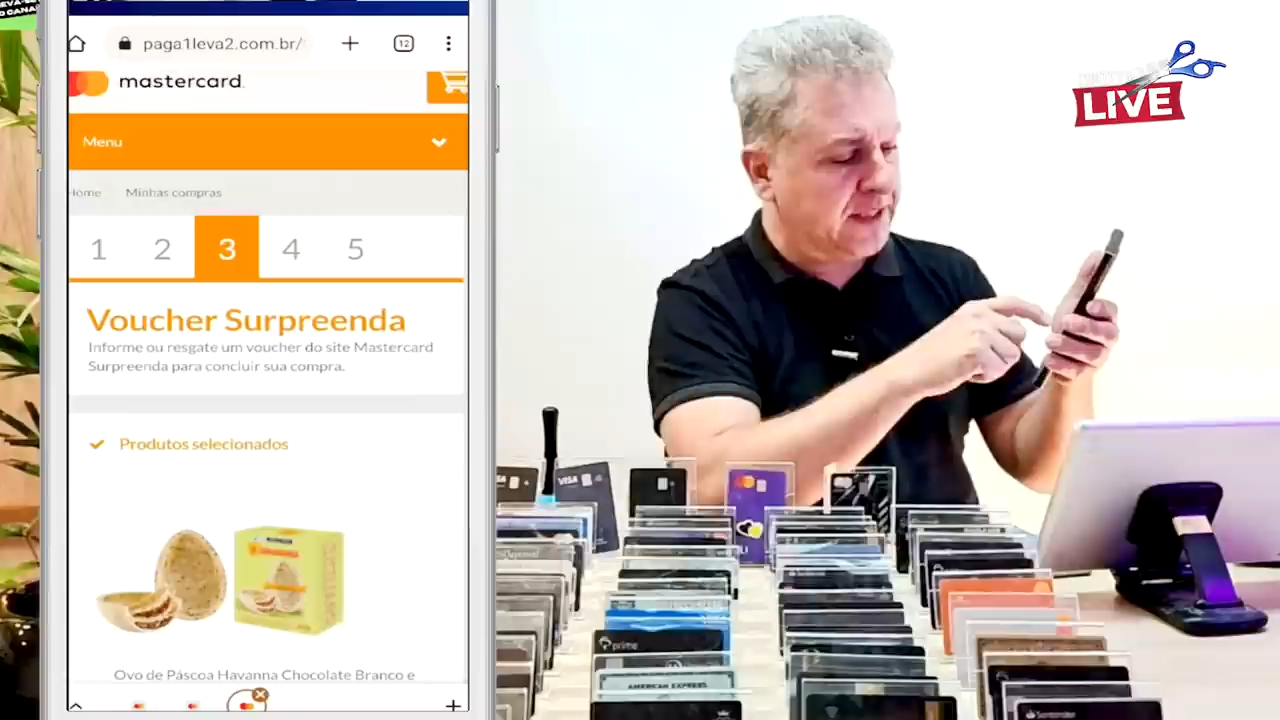 paga1leva2.com.br/
12
mastercard.
Menu
Home
Minhas compras
1 2 3 4 5
Voucher Surpreenda
Informe ou resgate um voucher do site Mastercard
Surpreenda para concluir sua compra.
Produtos selecionados
Ovo de Páscoa Havanna Chocolate Branco e
LIVE
VISA
prime
AMERICAN EXPRESS
Santander